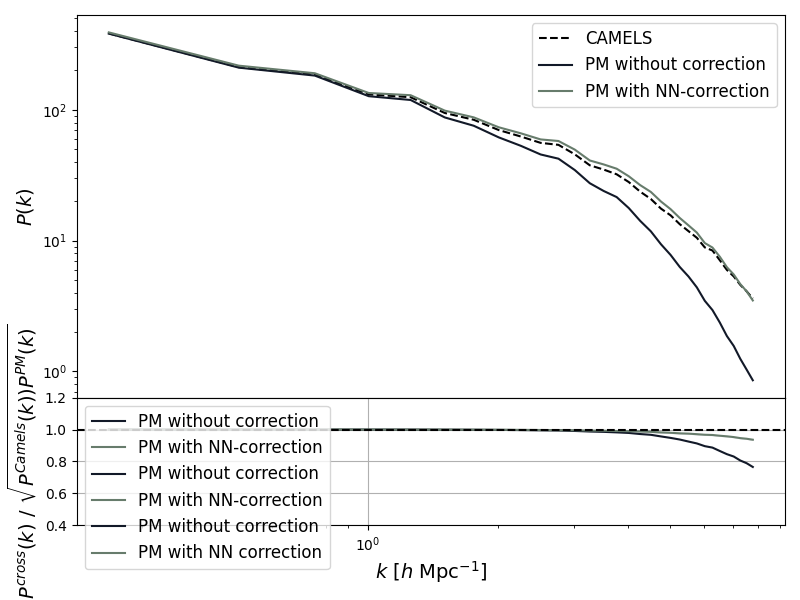 CAMELS
PM without correction
PM with NN-correction
10²
10¹
10⁰
P(k)
1.2
1.0
0.8
0.6
0.4
P^{cross}(k) / √P^{Camels}(k))P^{PM}(k)
PM without correction
PM with NN-correction
PM without correction
PM with NN-correction
PM without correction
PM with NN correction
10⁰
k [h Mpc⁻¹]